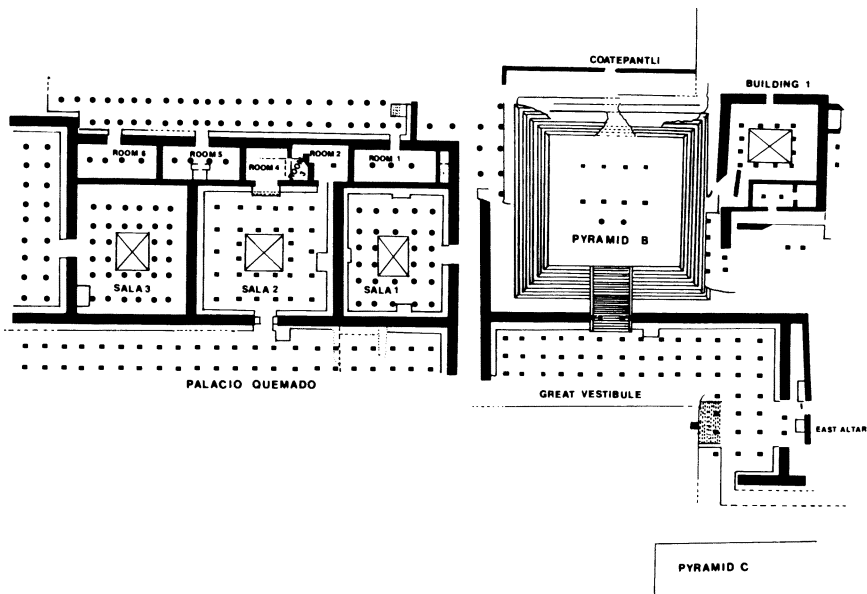 COATEPANTLI
BUILDING 1
ROOM 6
ROOM 5
ROOM 4
ROOM 2
ROOM 1
PYRAMID B
SALA 3
SALA 2
SALA 1
PALACIO QUEMADO
GREAT VESTIBULE
EAST ALTAR
PYRAMID C